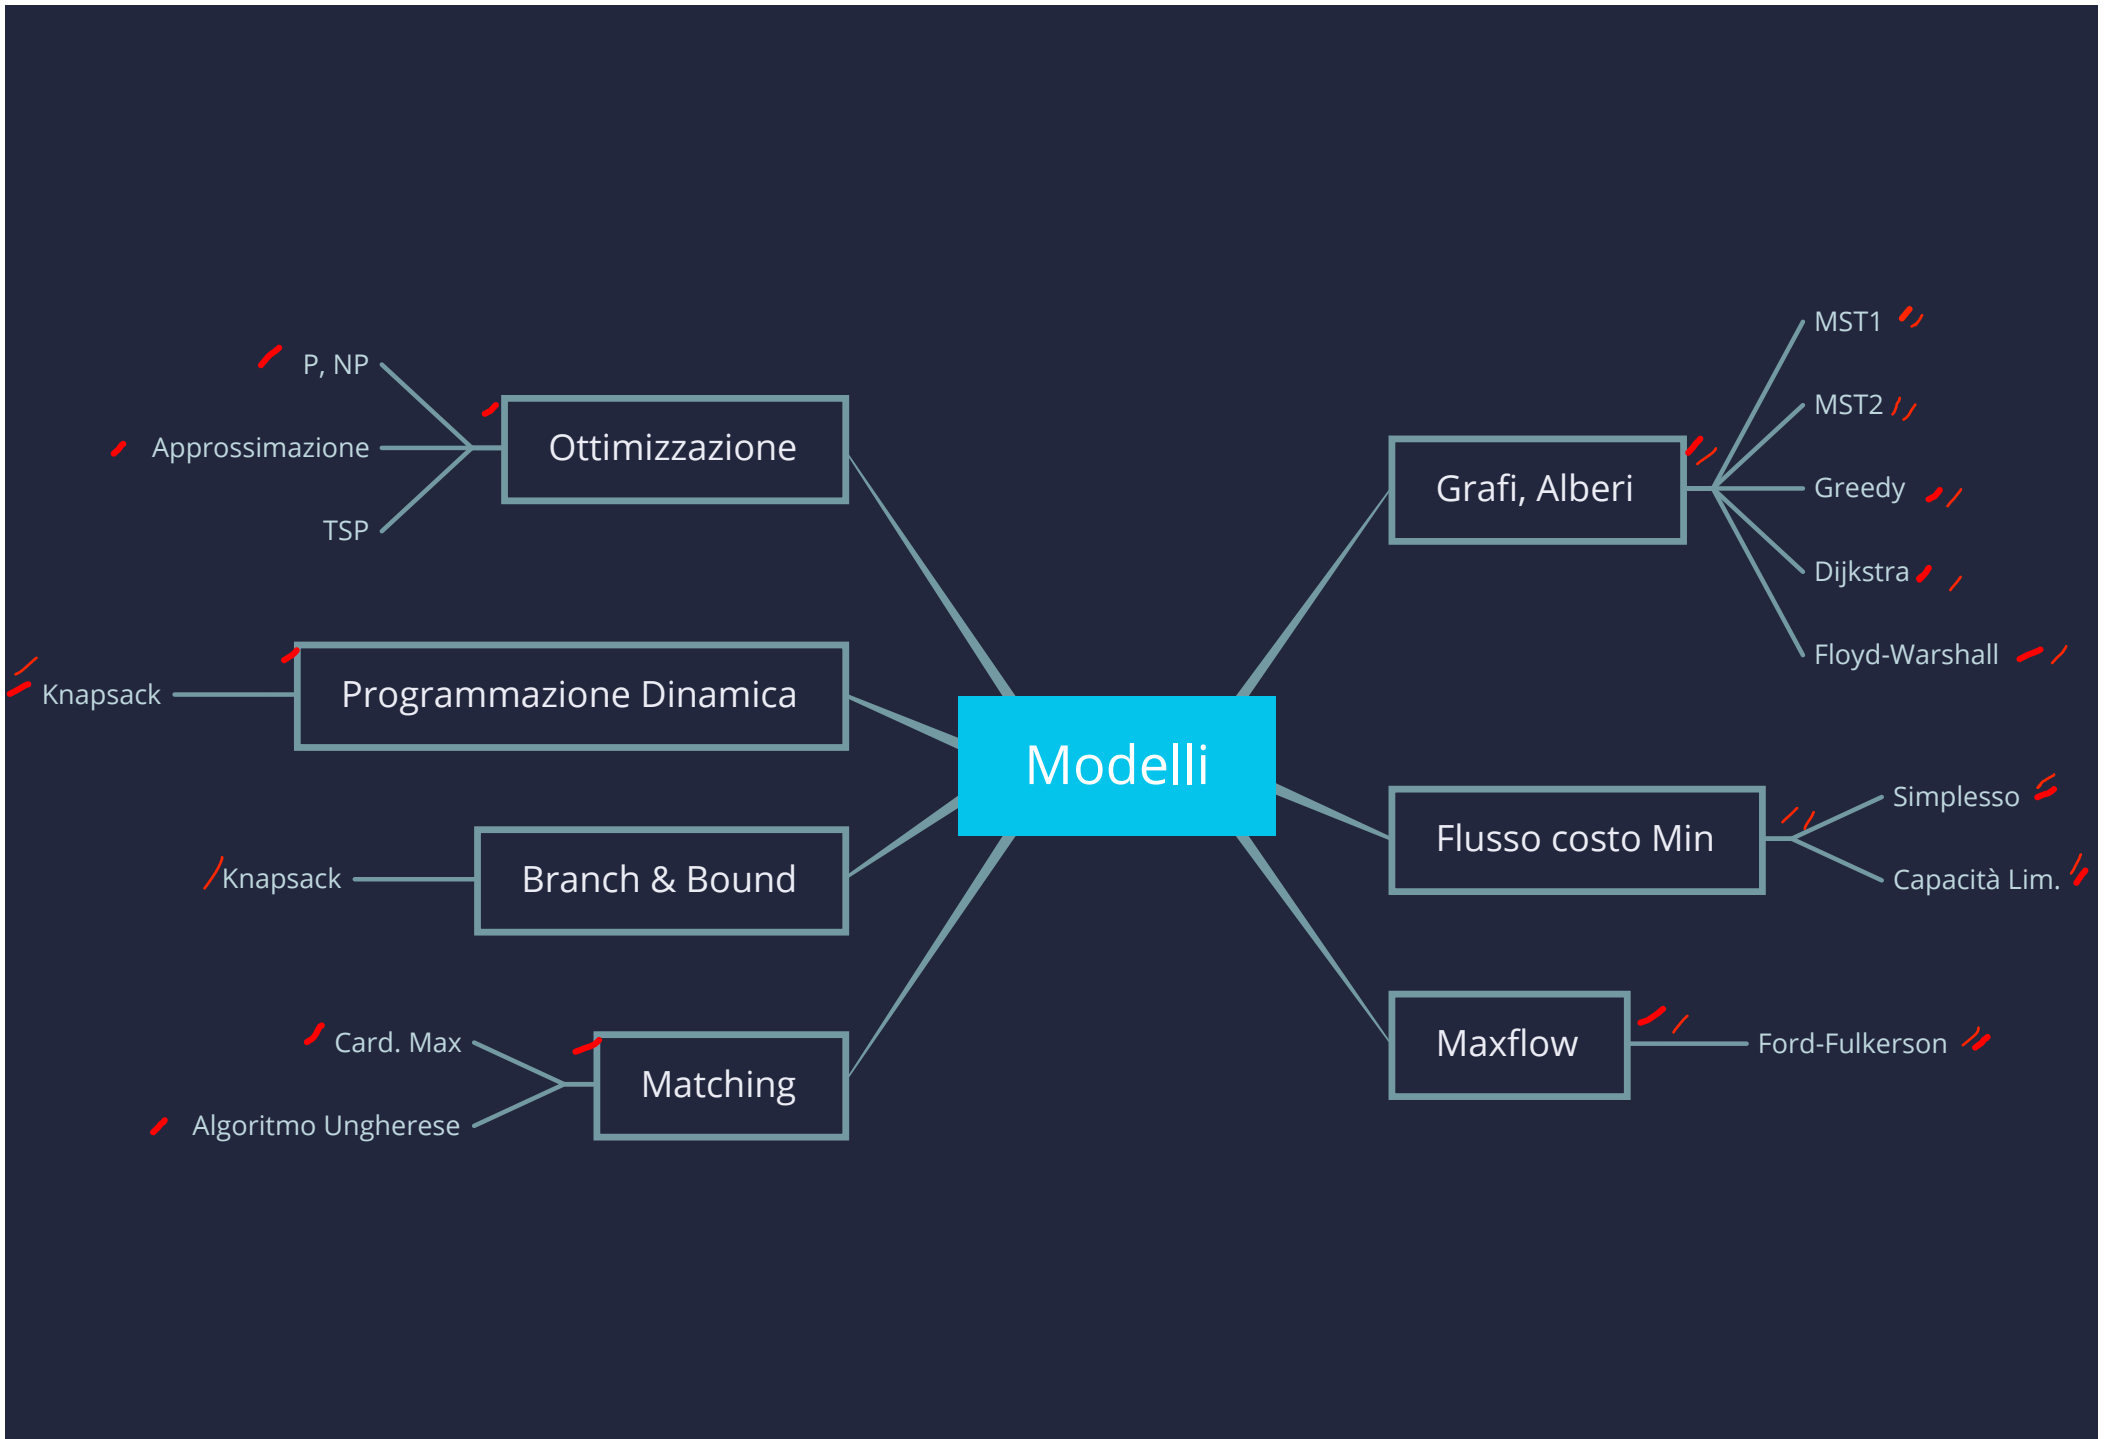 Modelli
Ottimizzazione
P, NP
Approssimazione
TSP
Programmazione Dinamica
Knapsack
Branch & Bound
Knapsack
Matching
Card. Max
Algoritmo Ungherese
Grafi, Alberi
MST1
MST2
Greedy
Dijkstra
Floyd-Warshall
Flusso costo Min
Simplesso
Capacità Lim.
Maxflow
Ford-Fulkerson